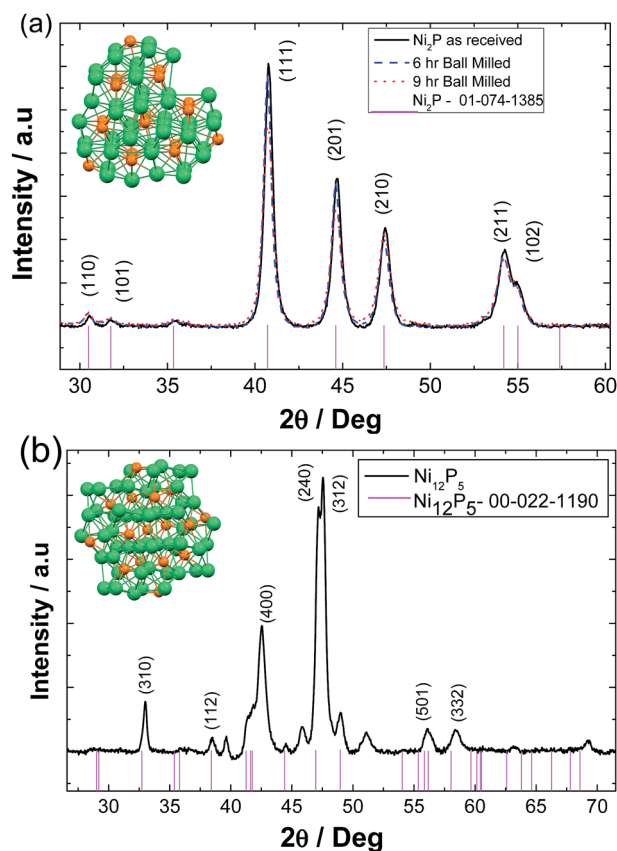 (a)
Ni₂P as received
6 hr Ball Milled
9 hr Ball Milled
Ni₂P - 01-074-1385
(111)
(201)
(210)
(211)
(102)
(110)
(101)
Intensity / a.u
30 35 40 45 50 55 60
2θ / Deg
(b)
Ni₁₂P₅
Ni₁₂P₅- 00-022-1190
(240)
(312)
(400)
(310)
(112)
(501)
(332)
Intensity / a.u
30 35 40 45 50 55 60 65 70
2θ / Deg